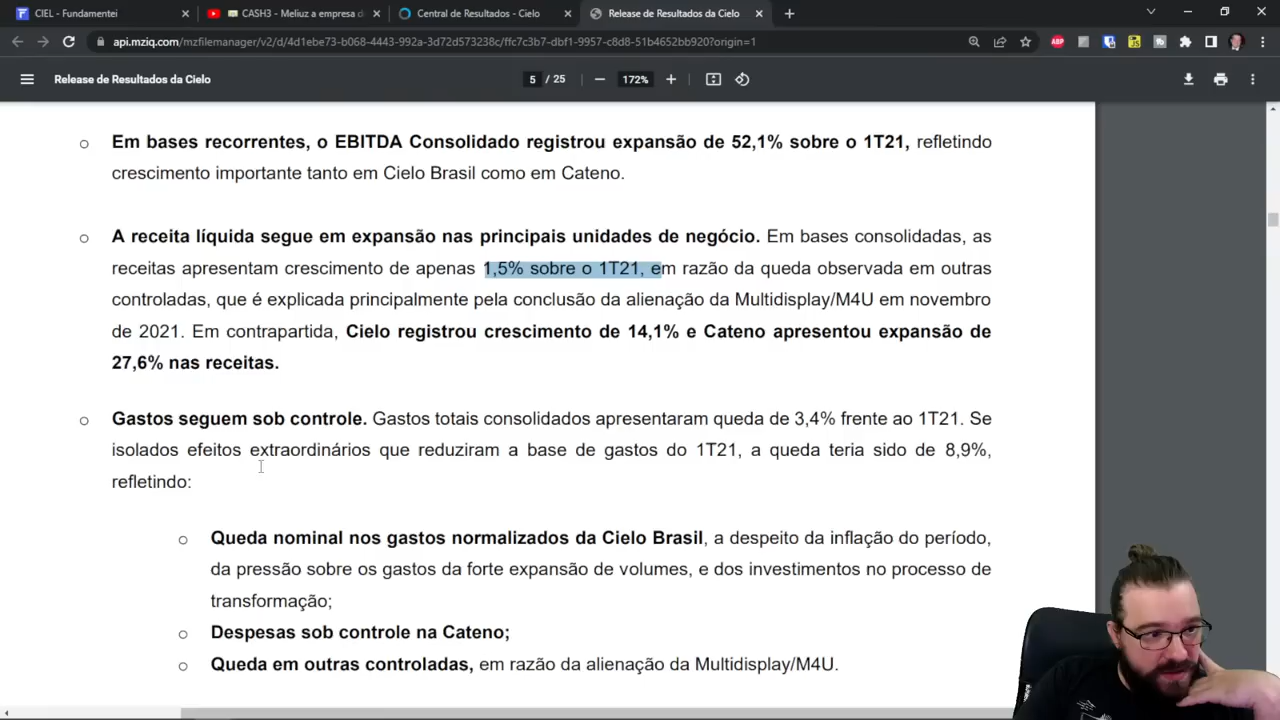 CIEL - Fundamentei
CASH3 - Meliuz a empresa d
Central de Resultados - Cielo
Release de Resultados da Cielo
api.mziq.com/mzfilemanager/v2/d/4d1ebe73-b068-4443-992a-3d72d573238c/ffc7c3b7-dbf1-9957-c8d8-51b4652bb920?origin=1
ABP
Release de Resultados da Cielo
5 / 25
172%
Em bases recorrentes, o EBITDA Consolidado registrou expansão de 52,1% sobre o 1T21, refletindo
crescimento importante tanto em Cielo Brasil como em Cateno.
A receita líquida segue em expansão nas principais unidades de negócio. Em bases consolidadas, as
receitas apresentam crescimento de apenas 1,5% sobre o 1T21, em razão da queda observada em outras
controladas, que é explicada principalmente pela conclusão da alienação da Multidisplay/M4U em novembro
de 2021. Em contrapartida, Cielo registrou crescimento de 14,1% e Cateno apresentou expansão de
27,6% nas receitas.
Gastos seguem sob controle. Gastos totais consolidados apresentaram queda de 3,4% frente ao 1T21. Se
isolados efeitos extraordinários que reduziram a base de gastos do 1T21, a queda teria sido de 8,9%,
refletindo:
Queda nominal nos gastos normalizados da Cielo Brasil, a despeito da inflação do período,
da pressão sobre os gastos da forte expansão de volumes, e dos investimentos no processo de
transformação;
Despesas sob controle na Cateno;
Queda em outras controladas, em razão da alienação da Multidisplay/M4U.